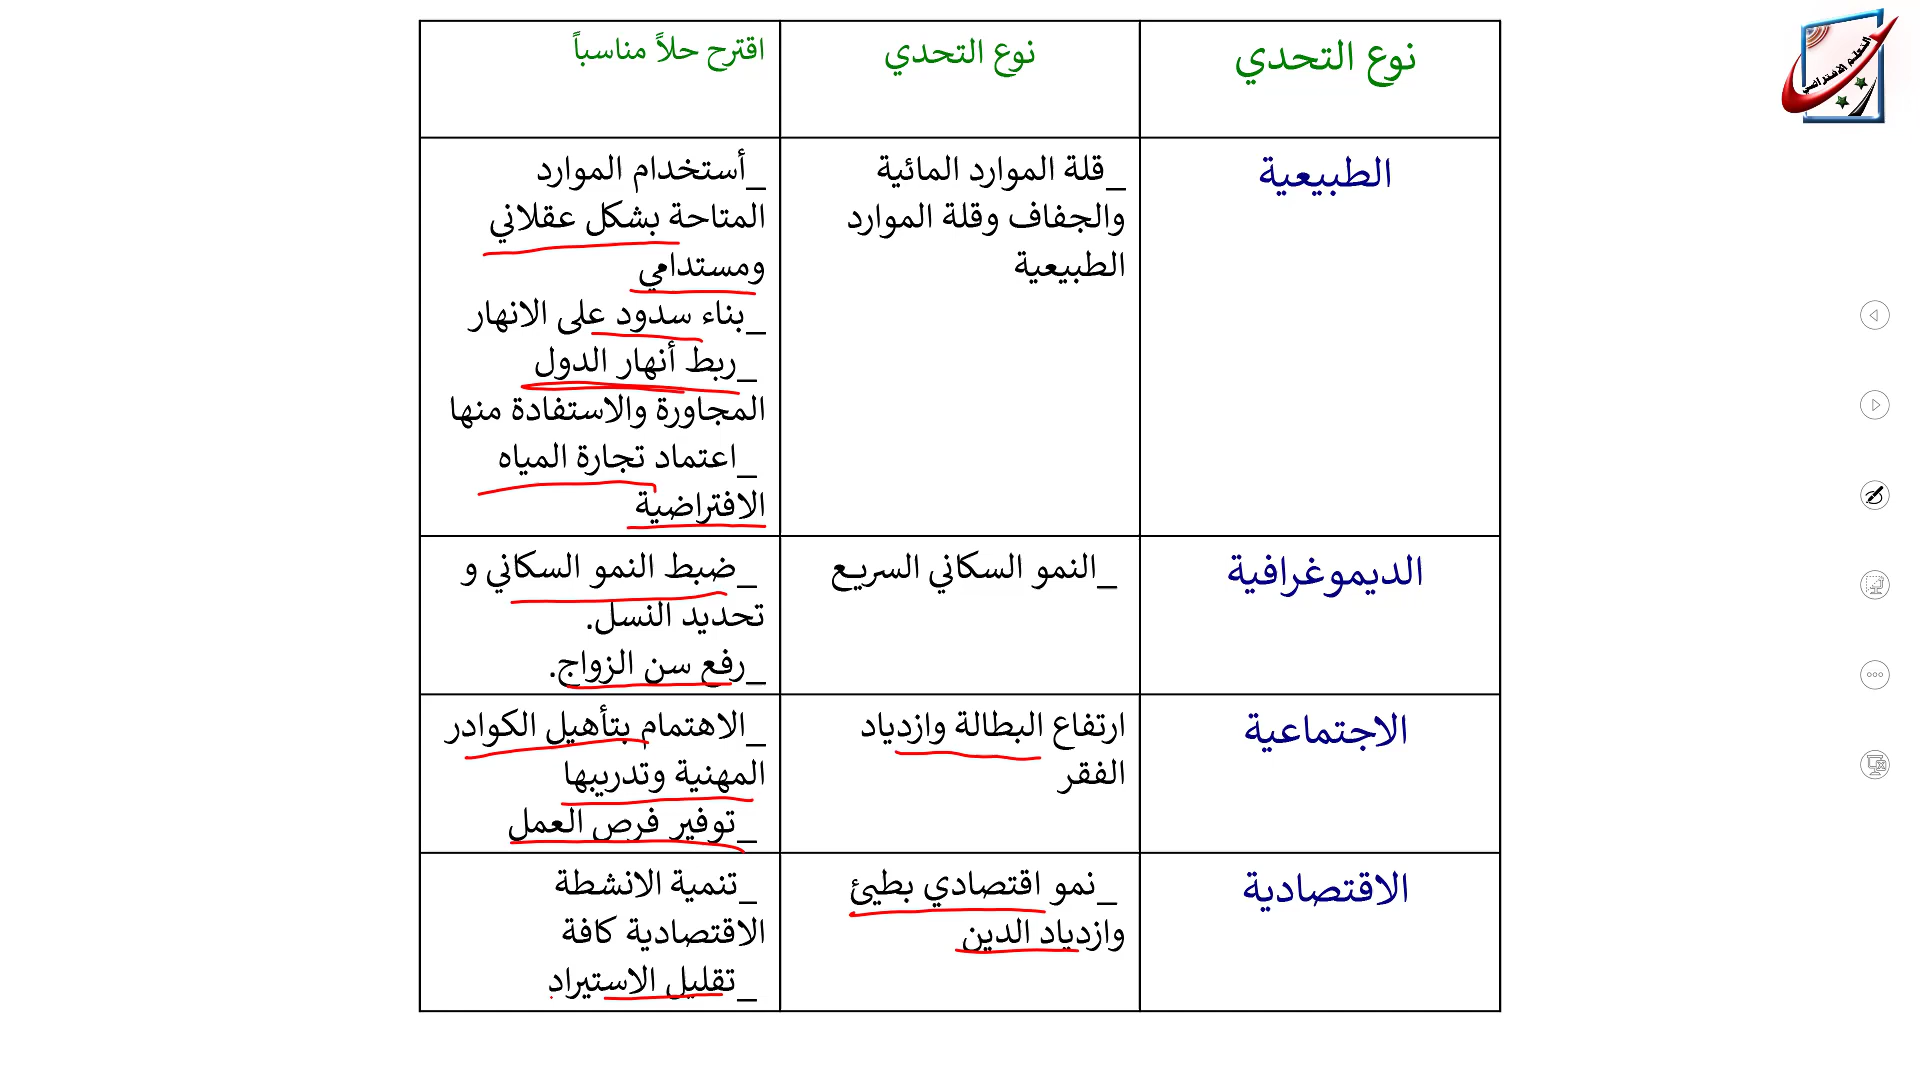 نوع التحدي
نوع التحدي
اقترح حلاً مناسباً
الطبيعية
_قلة الموارد المائية
والجفاف وقلة الموارد
الطبيعية
_أستخدام الموارد
المتاحة بشكل عقلاني
ومستدامي
_بناء سدود على الانهار
_ربط أنهار الدول
المجاورة والاستفادة منها
_اعتماد تجارة المياه
الافتراضية
الديموغرافية
_النمو السكاني السريع
_ضبط النمو السكاني و
تحديد النسل.
_رفع سن الزواج.
الاجتماعية
ارتفاع البطالة وازدياد
الفقر
_الاهتمام بتأهيل الكوادر
المهنية وتدريبها
_توفير فرص العمل
الاقتصادية
_نمو اقتصادي بطيئ
وازدياد الدين
_تنمية الانشطة
الاقتصادية كافة
_تقليل الاستيراد
التعلم الافتراضي